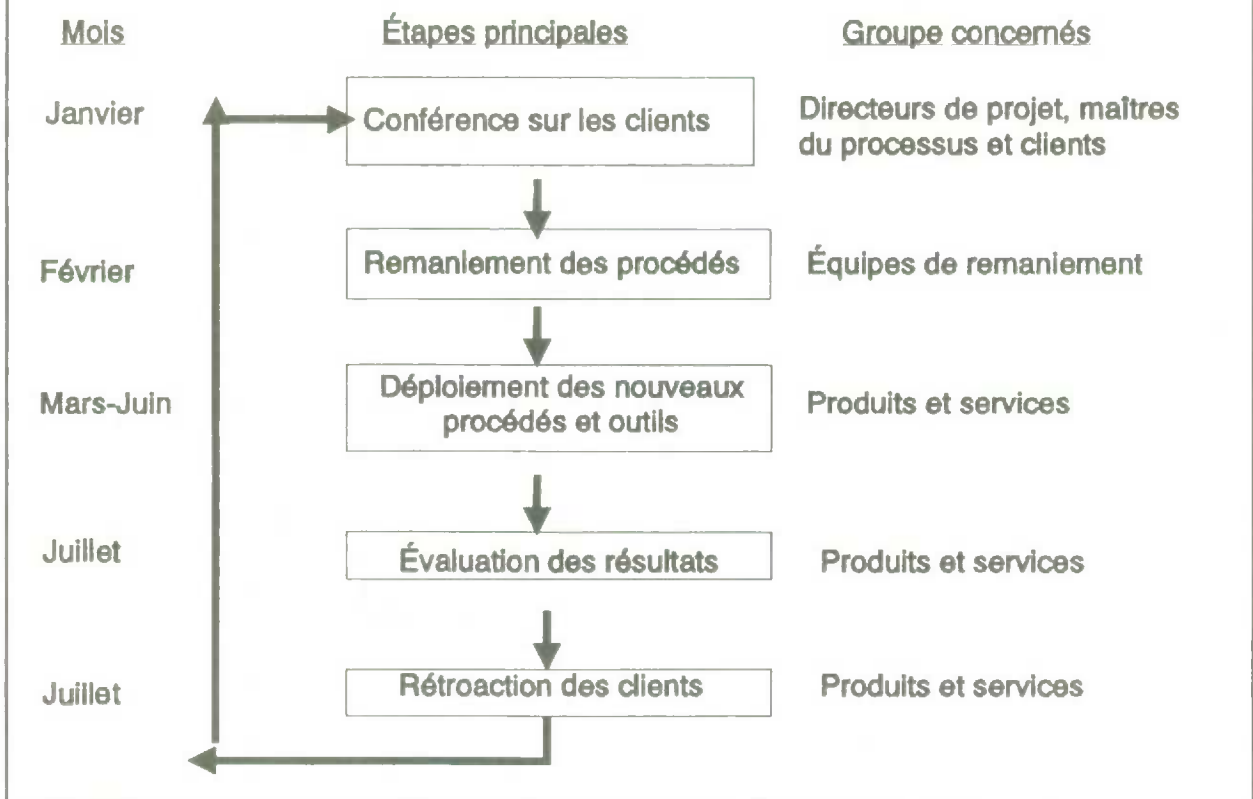 Mois Étapes principales Groupe concernés
Janvier Conférence sur les clients Directeurs de projet, maîtres
du processus et clients
Février Remaniement des procédés Équipes de remaniement
Mars-Juin Déploiement des nouveaux Produits et services
procédés et outils
Juillet Évaluation des résultats Produits et services
Juillet Rétroaction des clients Produits et services